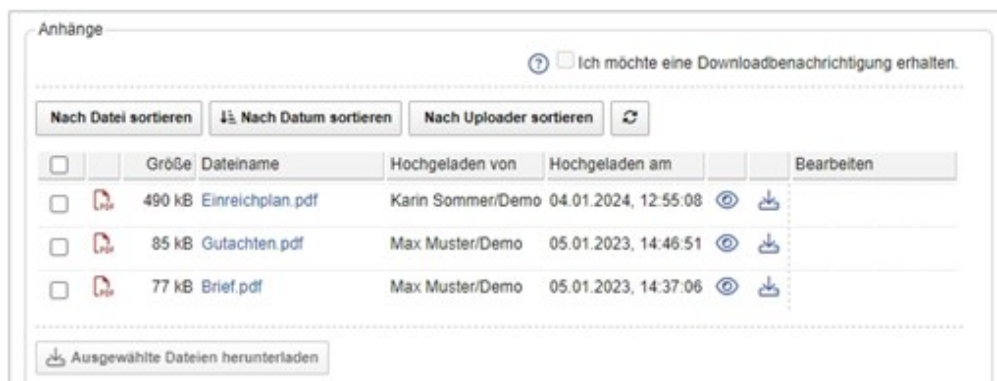 Anhänge
Ich möchte eine Downloadbenachrichtigung erhalten.
Nach Datei sortieren Nach Datum sortieren Nach Uploader sortieren
Größe Dateiname Hochgeladen von Hochgeladen am Bearbeiten
490 kB Einreichplan.pdf Karin Sommer/Demo 04.01.2024, 12:55:08
85 kB Gutachten.pdf Max Muster/Demo 05.01.2023, 14:46:51
77 kB Brief.pdf Max Muster/Demo 05.01.2023, 14:37:06
Ausgewählte Dateien herunterladen